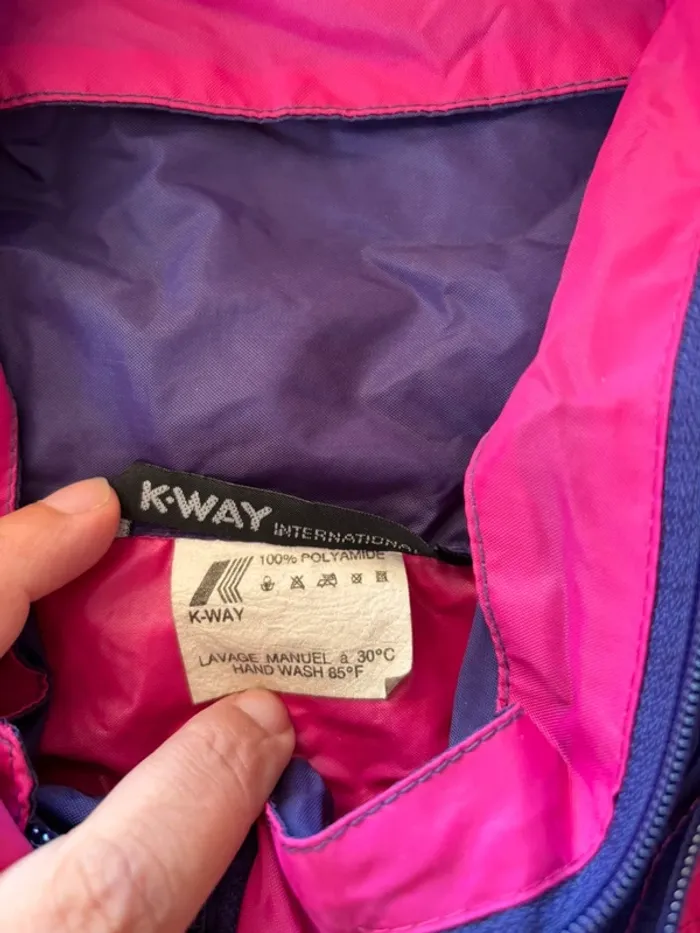 K-WAY
INTERNATIONAL
100% POLYAMIDE
K-WAY
LAVAGE MANUEL à 30°C
HAND WASH 85°F